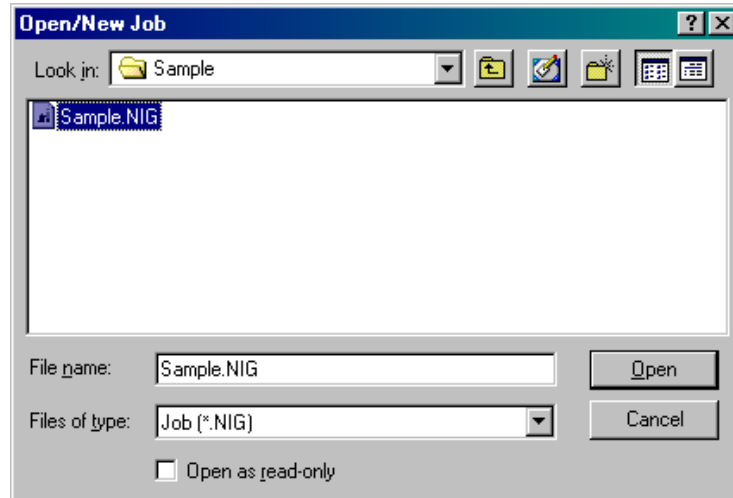 Open/New Job
Look in: Sample
Sample.NIG
File name: Sample.NIG Open
Files of type: Job (*.NIG) Cancel
Open as read-only